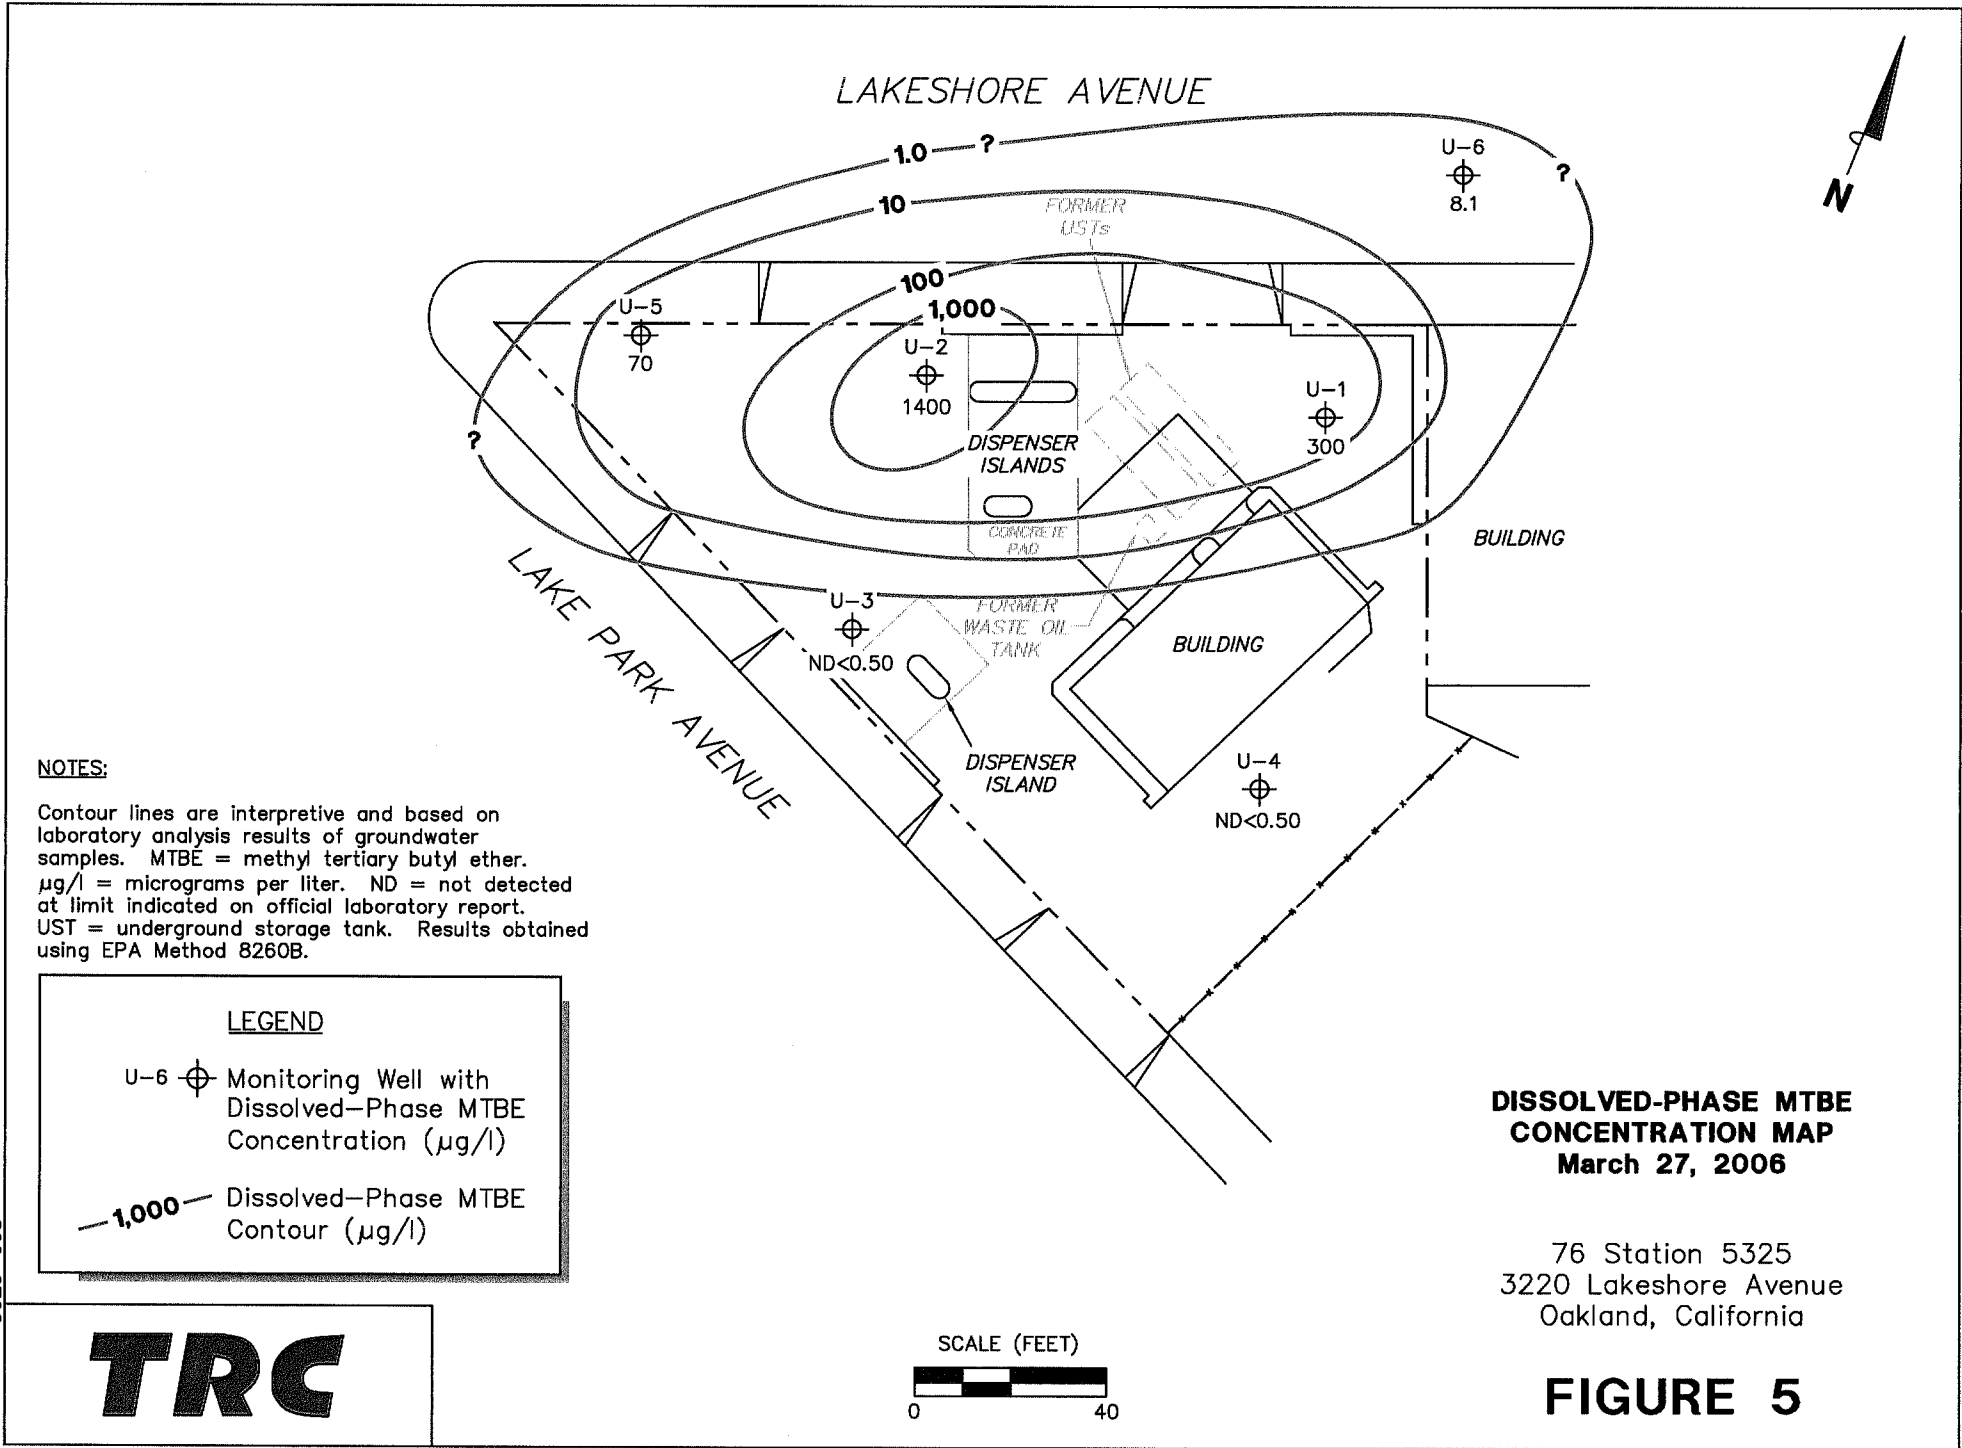 LAKESHORE AVENUE
N
1.0
?
?
?
10
100
1,000
FORMER
USTs
U-6
8.1
U-5
70
U-2
1400
U-1
300
DISPENSER
ISLANDS
CONCRETE
PAD
BUILDING
LAKE PARK AVENUE
U-3
ND<0.50
FORMER
WASTE OIL
TANK
BUILDING
DISPENSER
ISLAND
U-4
ND<0.50
NOTES:
Contour lines are interpretive and based on
laboratory analysis results of groundwater
samples. MTBE = methyl tertiary butyl ether.
µg/l = micrograms per liter. ND = not detected
at limit indicated on official laboratory report.
UST = underground storage tank. Results obtained
using EPA Method 8260B.
LEGEND
U-6 Monitoring Well with
Dissolved-Phase MTBE
Concentration (µg/l)
1,000 Dissolved-Phase MTBE
Contour (µg/l)
TRC
SCALE (FEET)
0 40
DISSOLVED-PHASE MTBE
CONCENTRATION MAP
March 27, 2006
76 Station 5325
3220 Lakeshore Avenue
Oakland, California
FIGURE 5